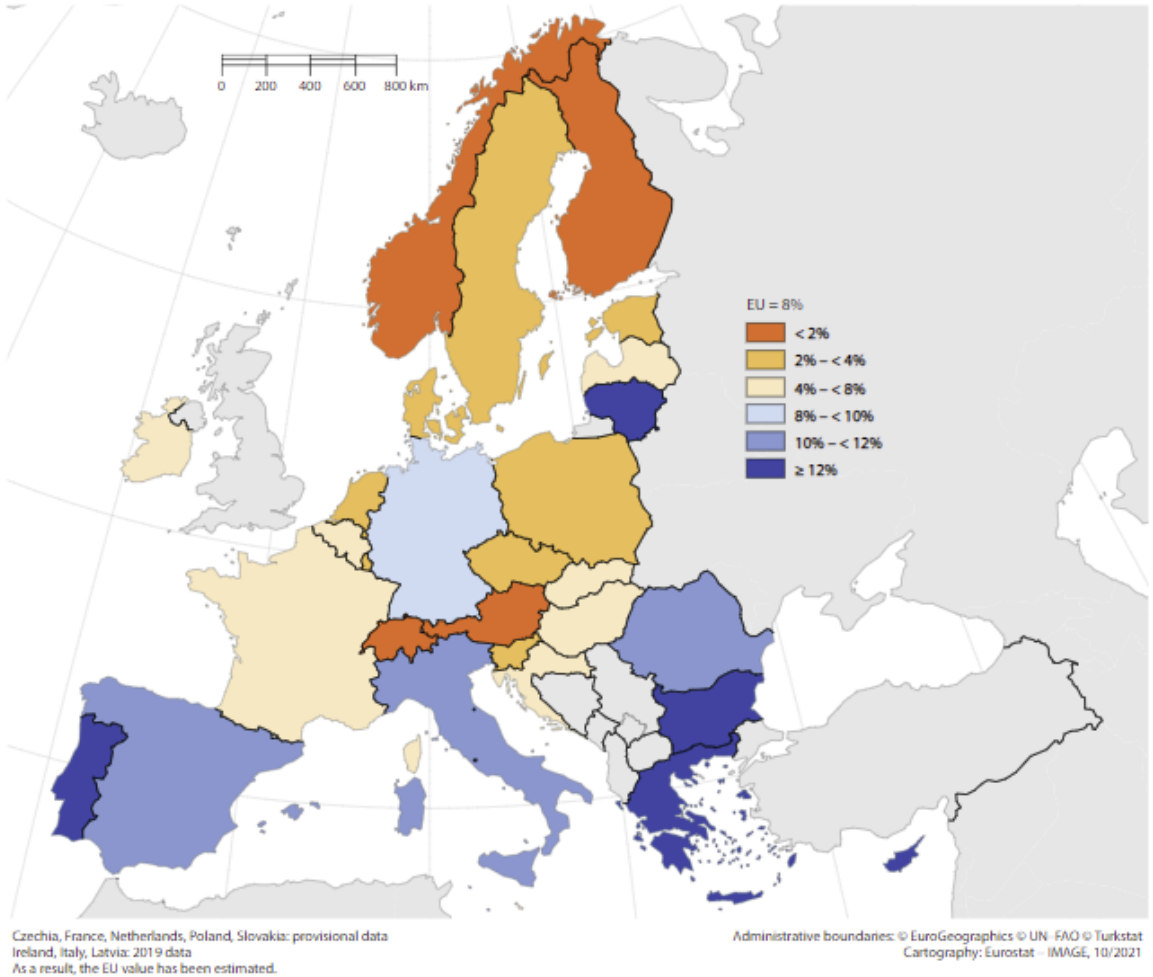 0 200 400 600 800 km
EU = 8%
< 2%
2% – < 4%
4% – < 8%
8% – < 10%
10% – < 12%
≥ 12%
Czechia, France, Netherlands, Poland, Slovakia: provisional data
Ireland, Italy, Latvia: 2019 data
As a result, the EU value has been estimated.
Administrative boundaries: © EuroGeographics © UN–FAO © Turkstat
Cartography: Eurostat – IMAGE, 10/2021